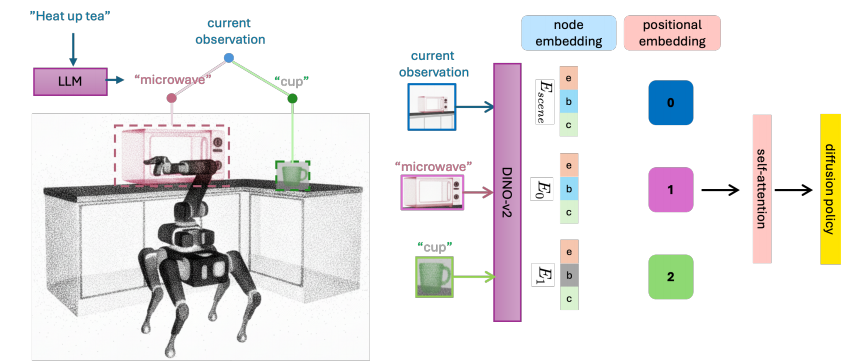 "Heat up tea"
LLM
current
observation
"microwave"
"cup"
node
embedding
positional
embedding
current
observation
"microwave"
"cup"
DINO-v2
E_scene
e
b
c
0
E_0
e
b
c
1
E_1
e
b
c
2
self-attention
diffusion policy